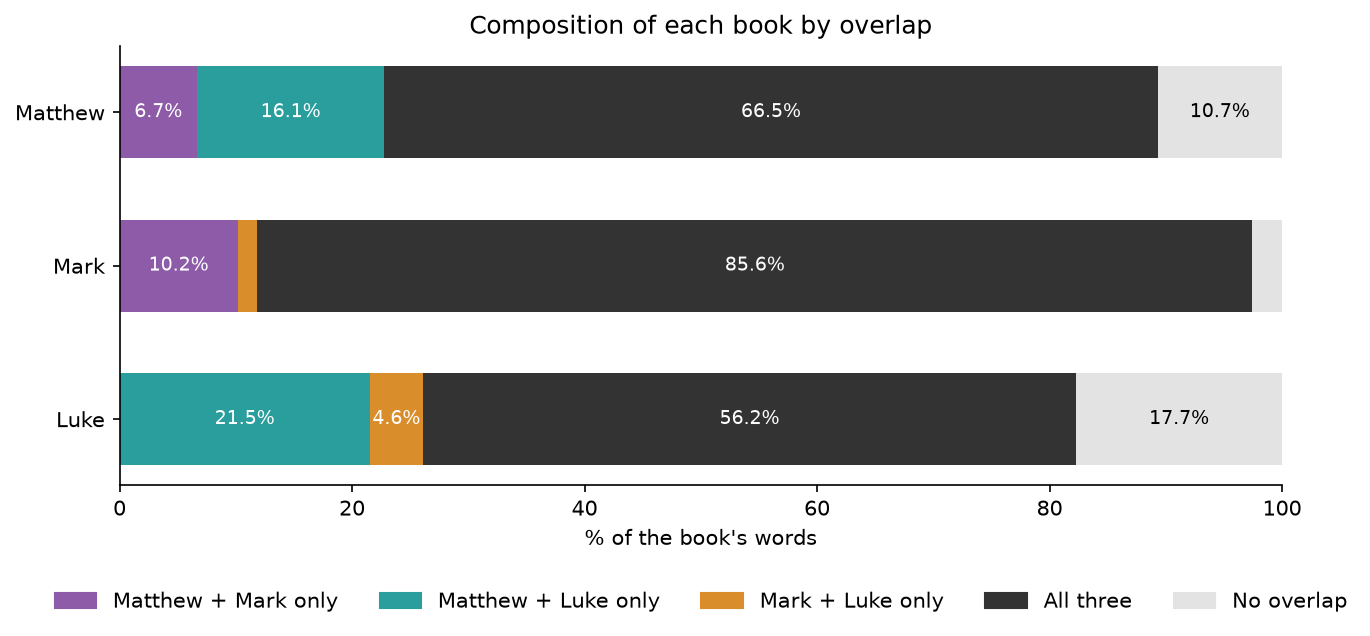 Composition of each book by overlap
Matthew 6.7% 16.1% 66.5% 10.7%
Mark 10.2% 85.6%
Luke 21.5% 4.6% 56.2% 17.7%
0 20 40 60 80 100
% of the book's words
Matthew + Mark only Matthew + Luke only Mark + Luke only All three No overlap